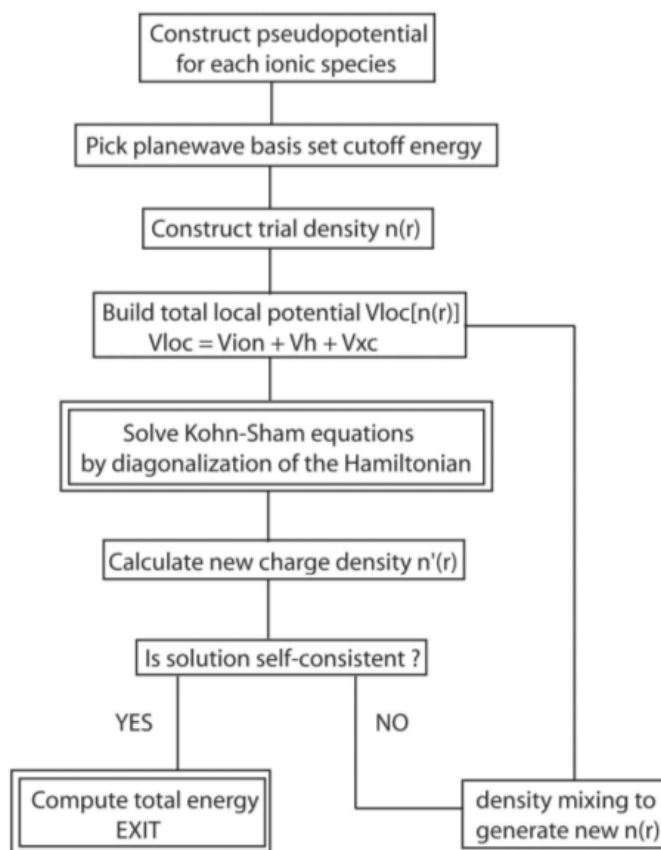 Construct pseudopotential
for each ionic species
Pick planewave basis set cutoff energy
Construct trial density n(r)
Build total local potential Vloc[n(r)]
Vloc = Vion + Vh + Vxc
Solve Kohn-Sham equations
by diagonalization of the Hamiltonian
Calculate new charge density n'(r)
Is solution self-consistent ?
YES
NO
Compute total energy
EXIT
density mixing to
generate new n(r)